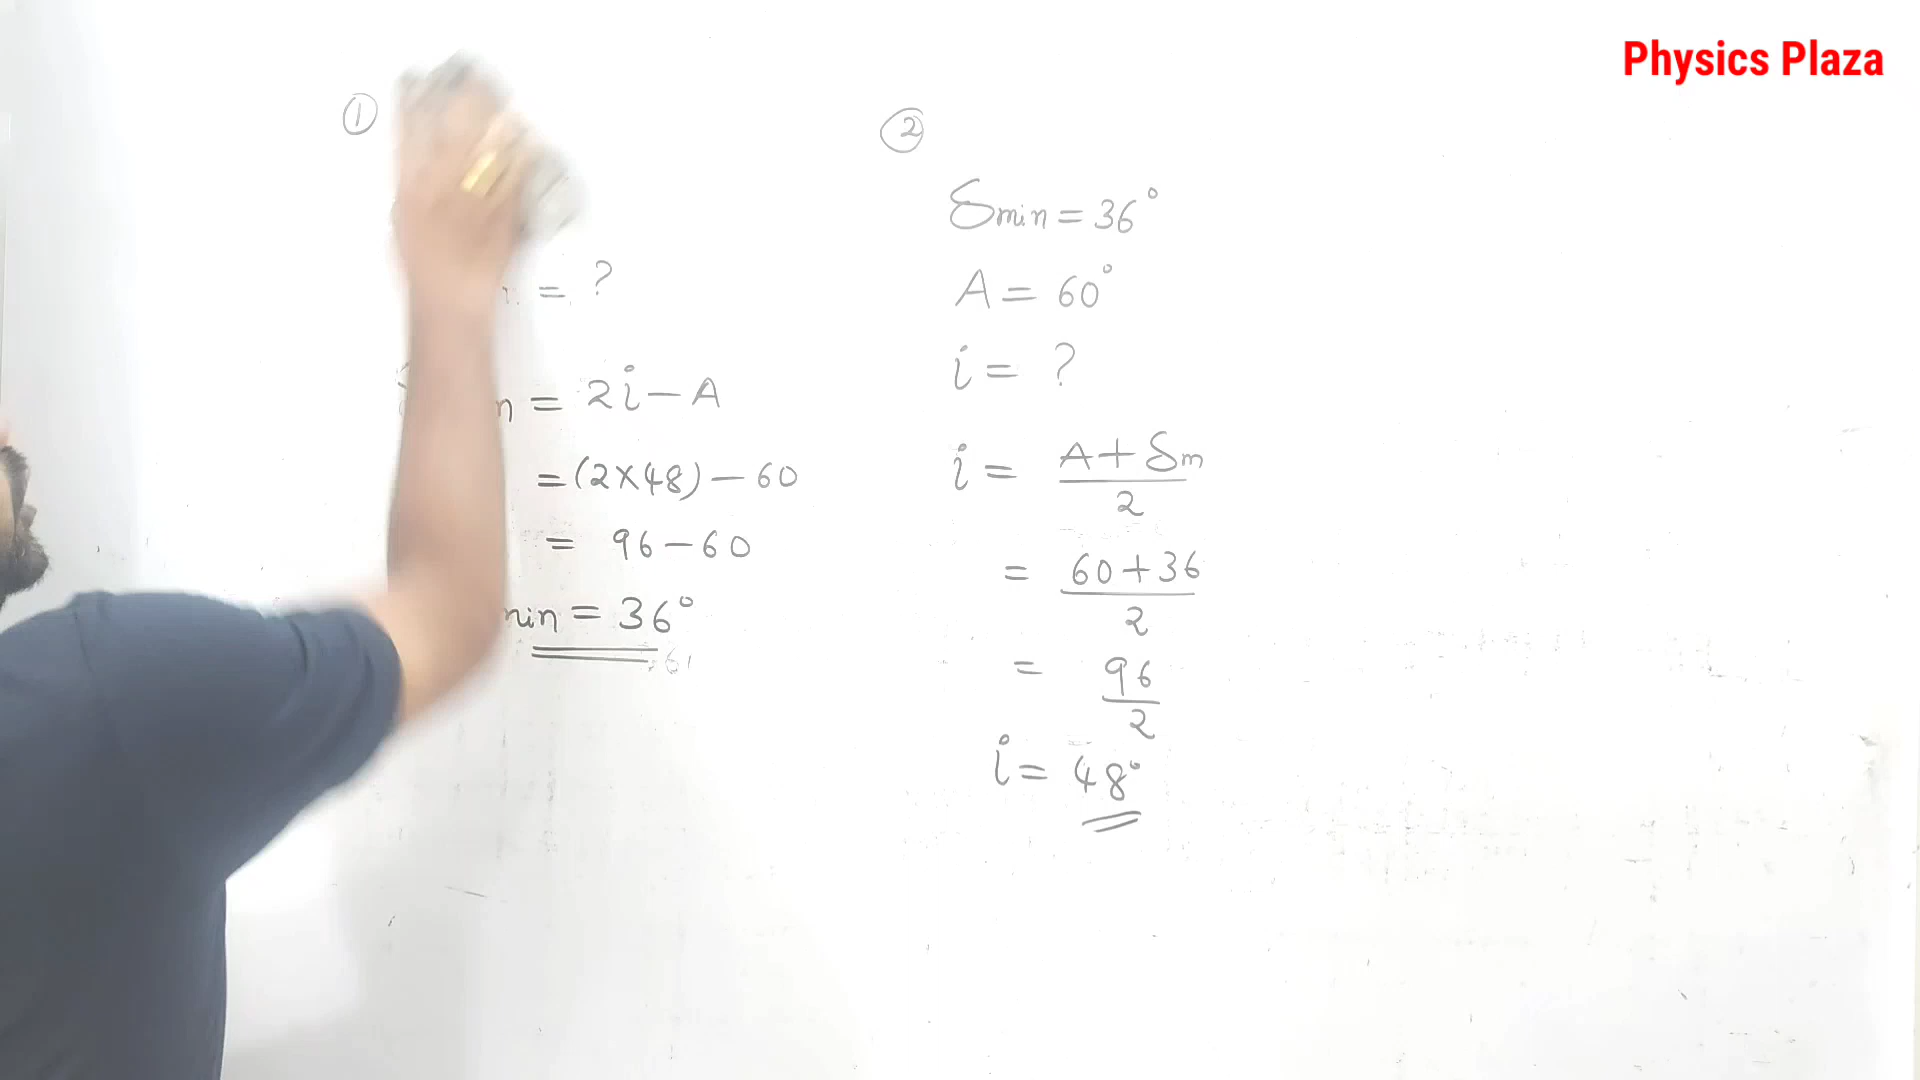 Physics Plaza
①
= ?
= 2i - A
= (2×48) - 60
= 96 - 60
min = 36°
②
δmin = 36°
A = 60°
i = ?
i = A + δm / 2
= 60 + 36 / 2
= 96 / 2
i = 48°